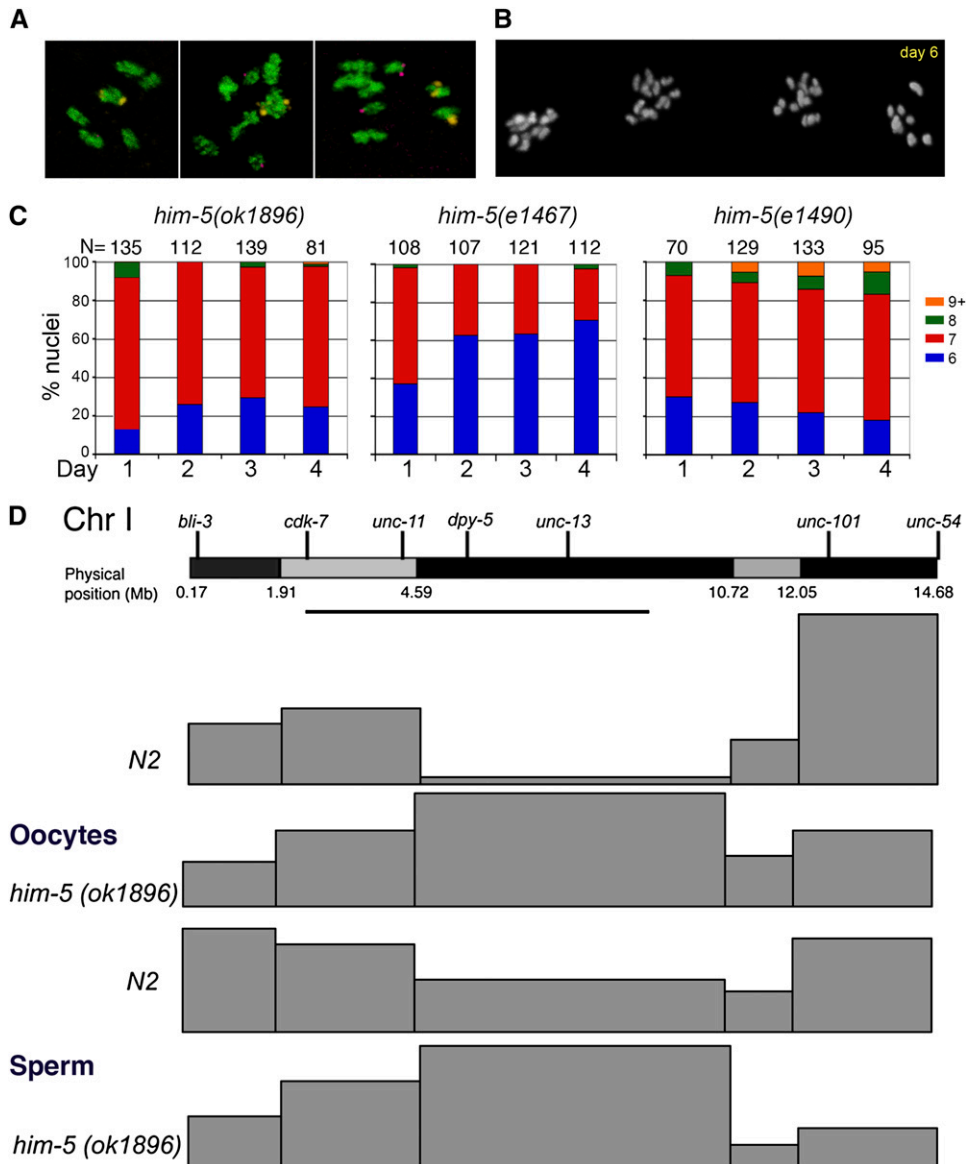 A
B
day 6
C
him-5(ok1896)
him-5(e1467)
him-5(e1490)
N= 135 112 139 81
108 107 121 112
70 129 133 95
% nuclei
100
80
60
40
20
0
9+
8
7
6
Day 1 2 3 4
1 2 3 4
1 2 3 4
D Chr I
bli-3 cdk-7 unc-11 dpy-5 unc-13 unc-101 unc-54
Physical
position (Mb) 0.17 1.91 4.59 10.72 12.05 14.68
N2
Oocytes
him-5 (ok1896)
N2
Sperm
him-5 (ok1896)